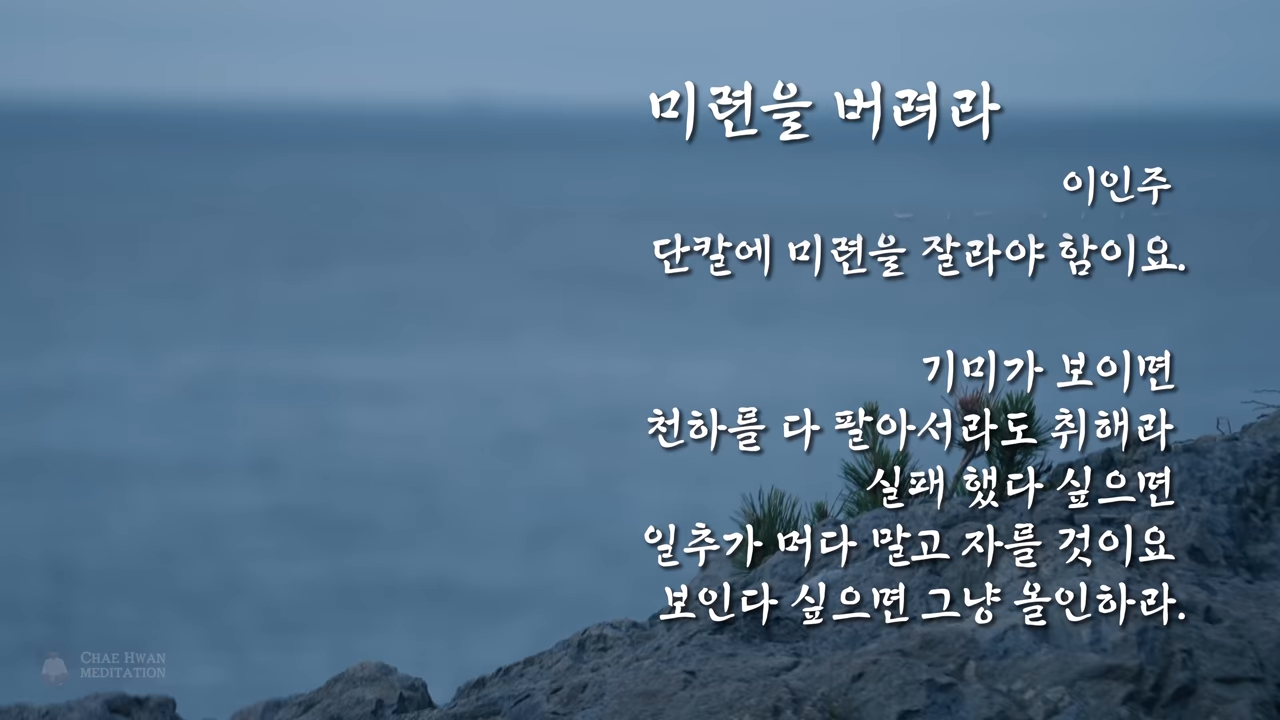 미련을 버려라
이인주
단칼에 미련을 잘라야 함이요.
기미가 보이면
천하를 다 팔아서라도 취해라
실패 했다 싶으면
일추가 머다 말고 자를 것이요
보인다 싶으면 그냥 올인하라.
CHAE HWAN
MEDITATION